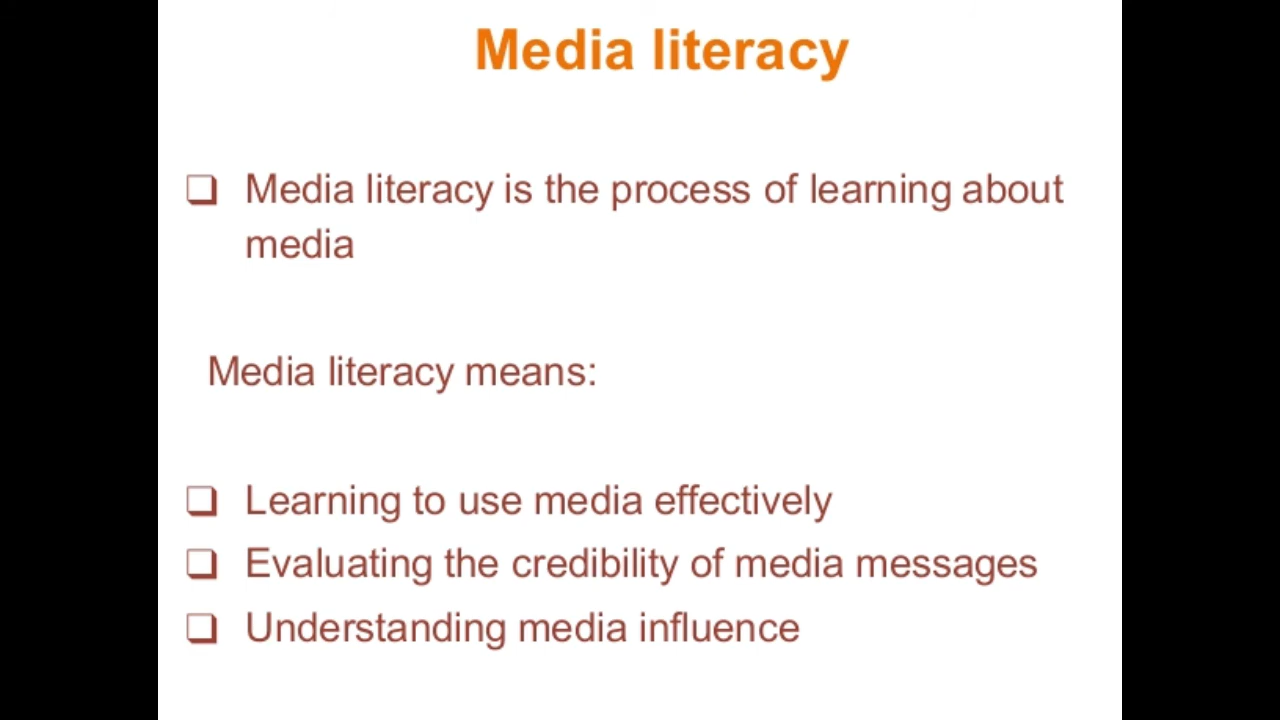 Media literacy
❑ Media literacy is the process of learning about
media
Media literacy means:
❑ Learning to use media effectively
❑ Evaluating the credibility of media messages
❑ Understanding media influence